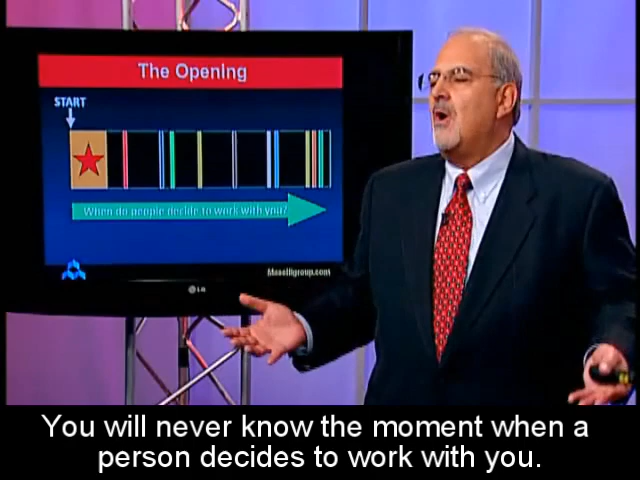 The Opening
START
When do people decide to work with you?
Maselligroup.com
LG
You will never know the moment when a
person decides to work with you.